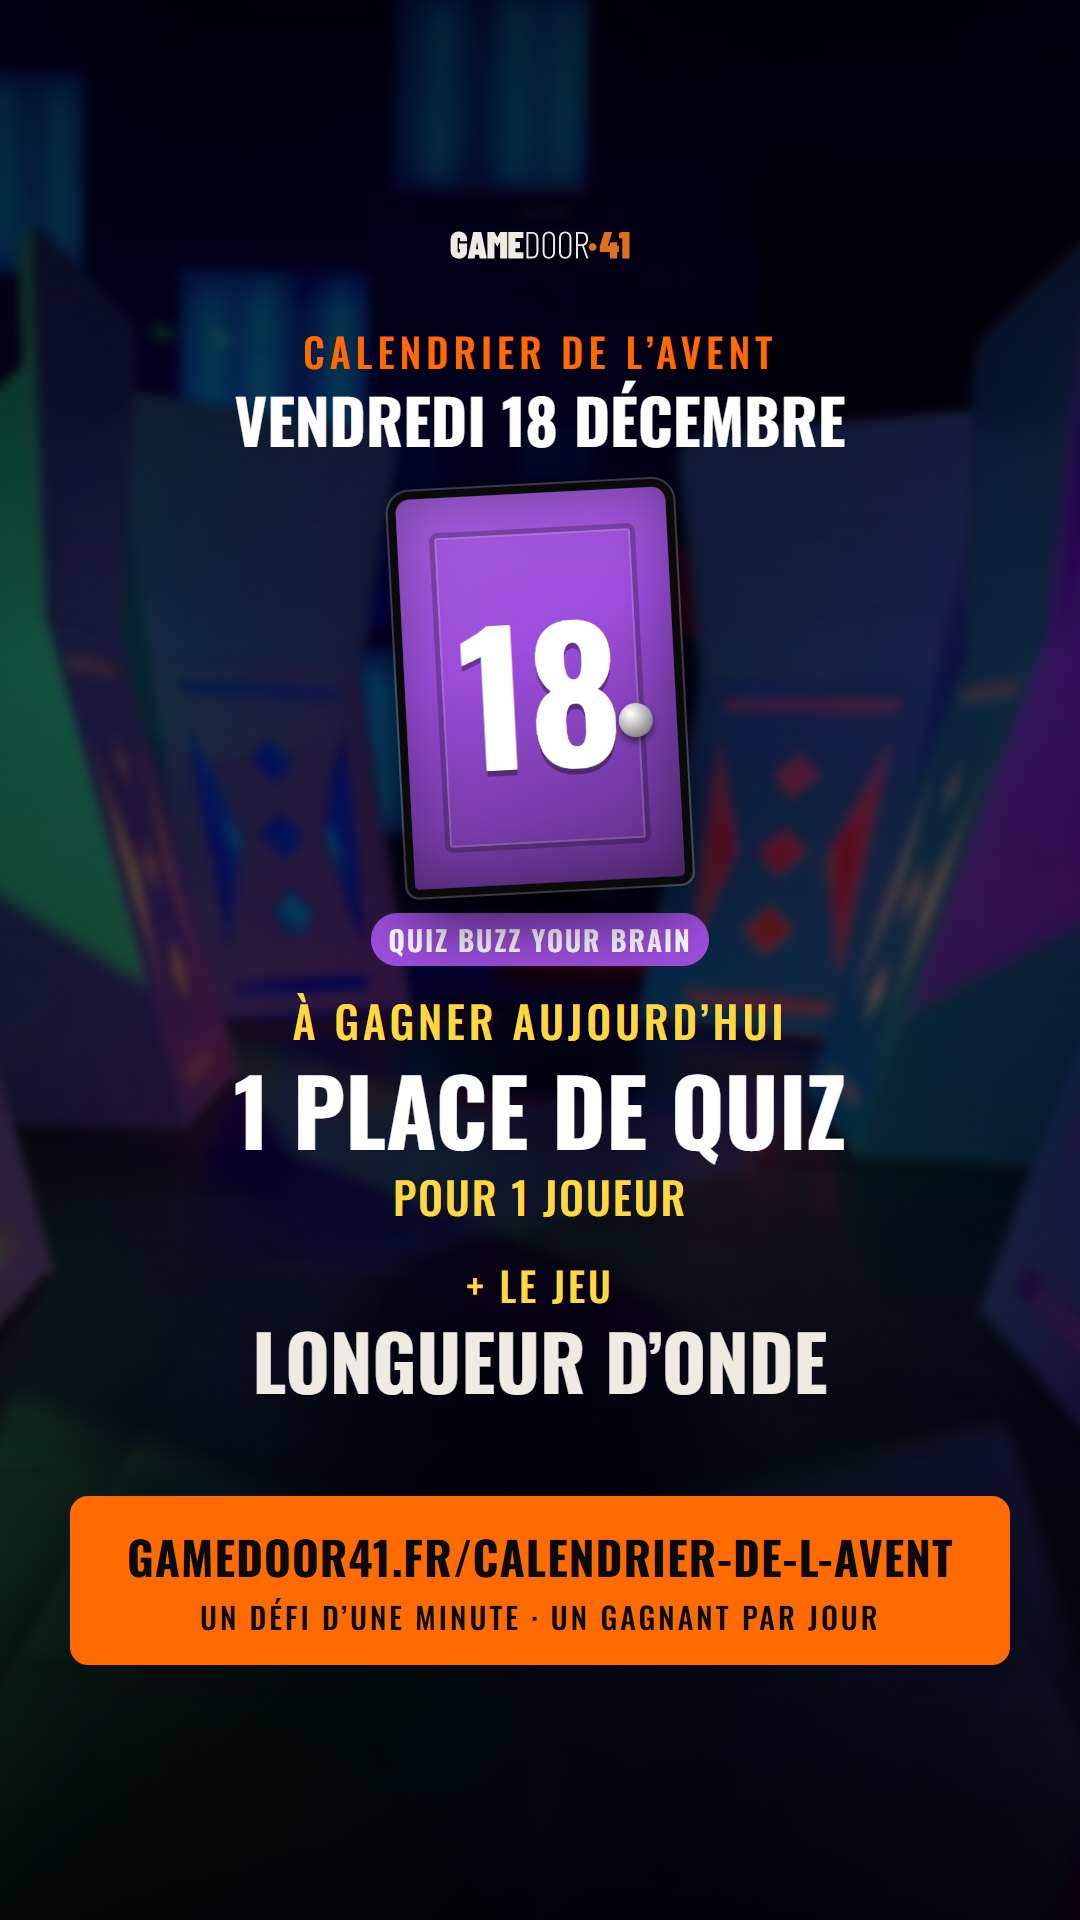 GAMEDOOR·41
CALENDRIER DE L’AVENT
VENDREDI 18 DÉCEMBRE
18
QUIZ BUZZ YOUR BRAIN
À GAGNER AUJOURD’HUI
1 PLACE DE QUIZ
POUR 1 JOUEUR
+ LE JEU
LONGUEUR D’ONDE
GAMEDOOR41.FR/CALENDRIER-DE-L-AVENT
UN DÉFI D’UNE MINUTE · UN GAGNANT PAR JOUR